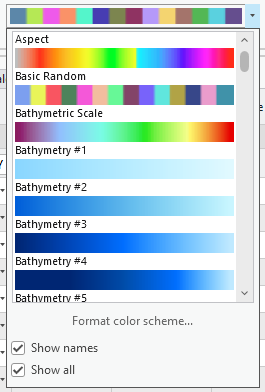 Aspect
Basic Random
Bathymetric Scale
Bathymetry #1
Bathymetry #2
Bathymetry #3
Bathymetry #4
Bathymetry #5
Format color scheme...
Show names
Show all